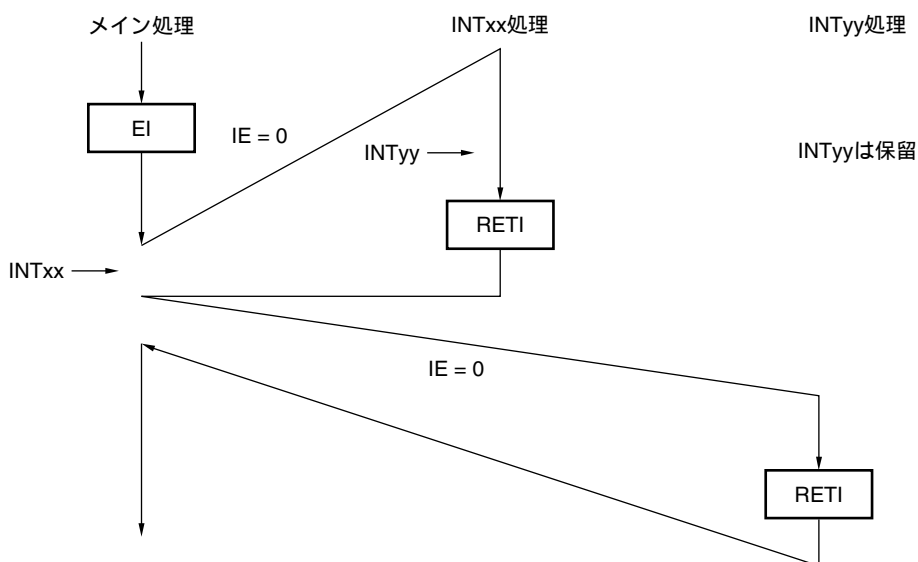 メイン処理
INTxx処理
INTyy処理
EI
IE = 0
INTyy
INTyyは保留
RETI
INTxx
IE = 0
RETI